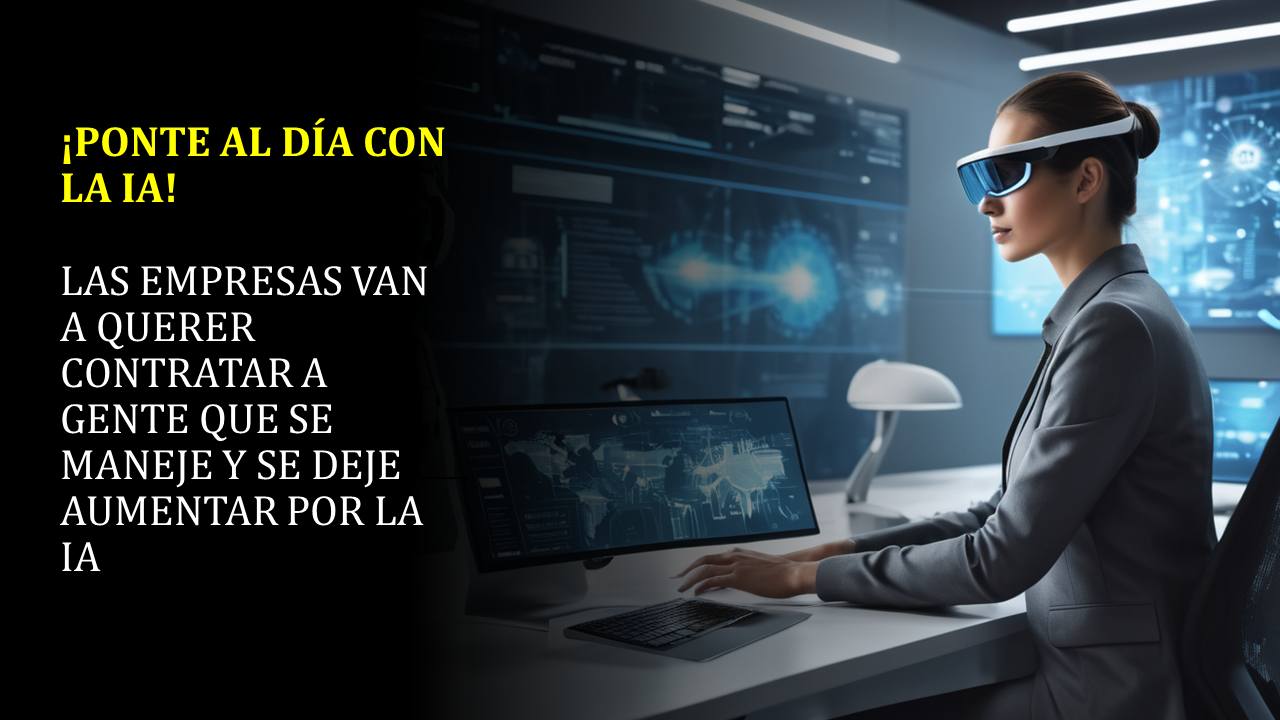 ¡PONTE AL DÍA CON
LA IA!
LAS EMPRESAS VAN
A QUERER
CONTRATAR A
GENTE QUE SE
MANEJE Y SE DEJE
AUMENTAR POR LA
IA